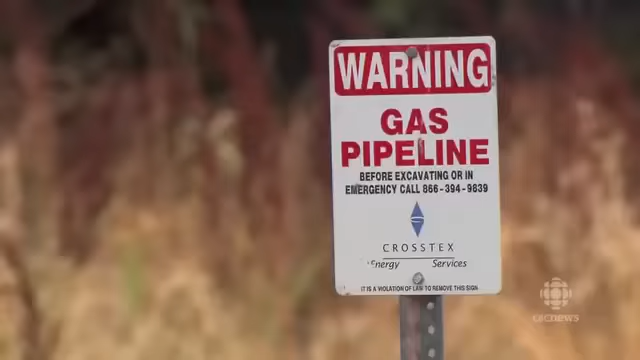 WARNING
GAS
PIPELINE
BEFORE EXCAVATING OR IN
EMERGENCY CALL 866-394-9839
CROSSTEX
Energy Services
IT IS A VIOLATION OF LAW TO REMOVE THIS SIGN
CBCNEWS